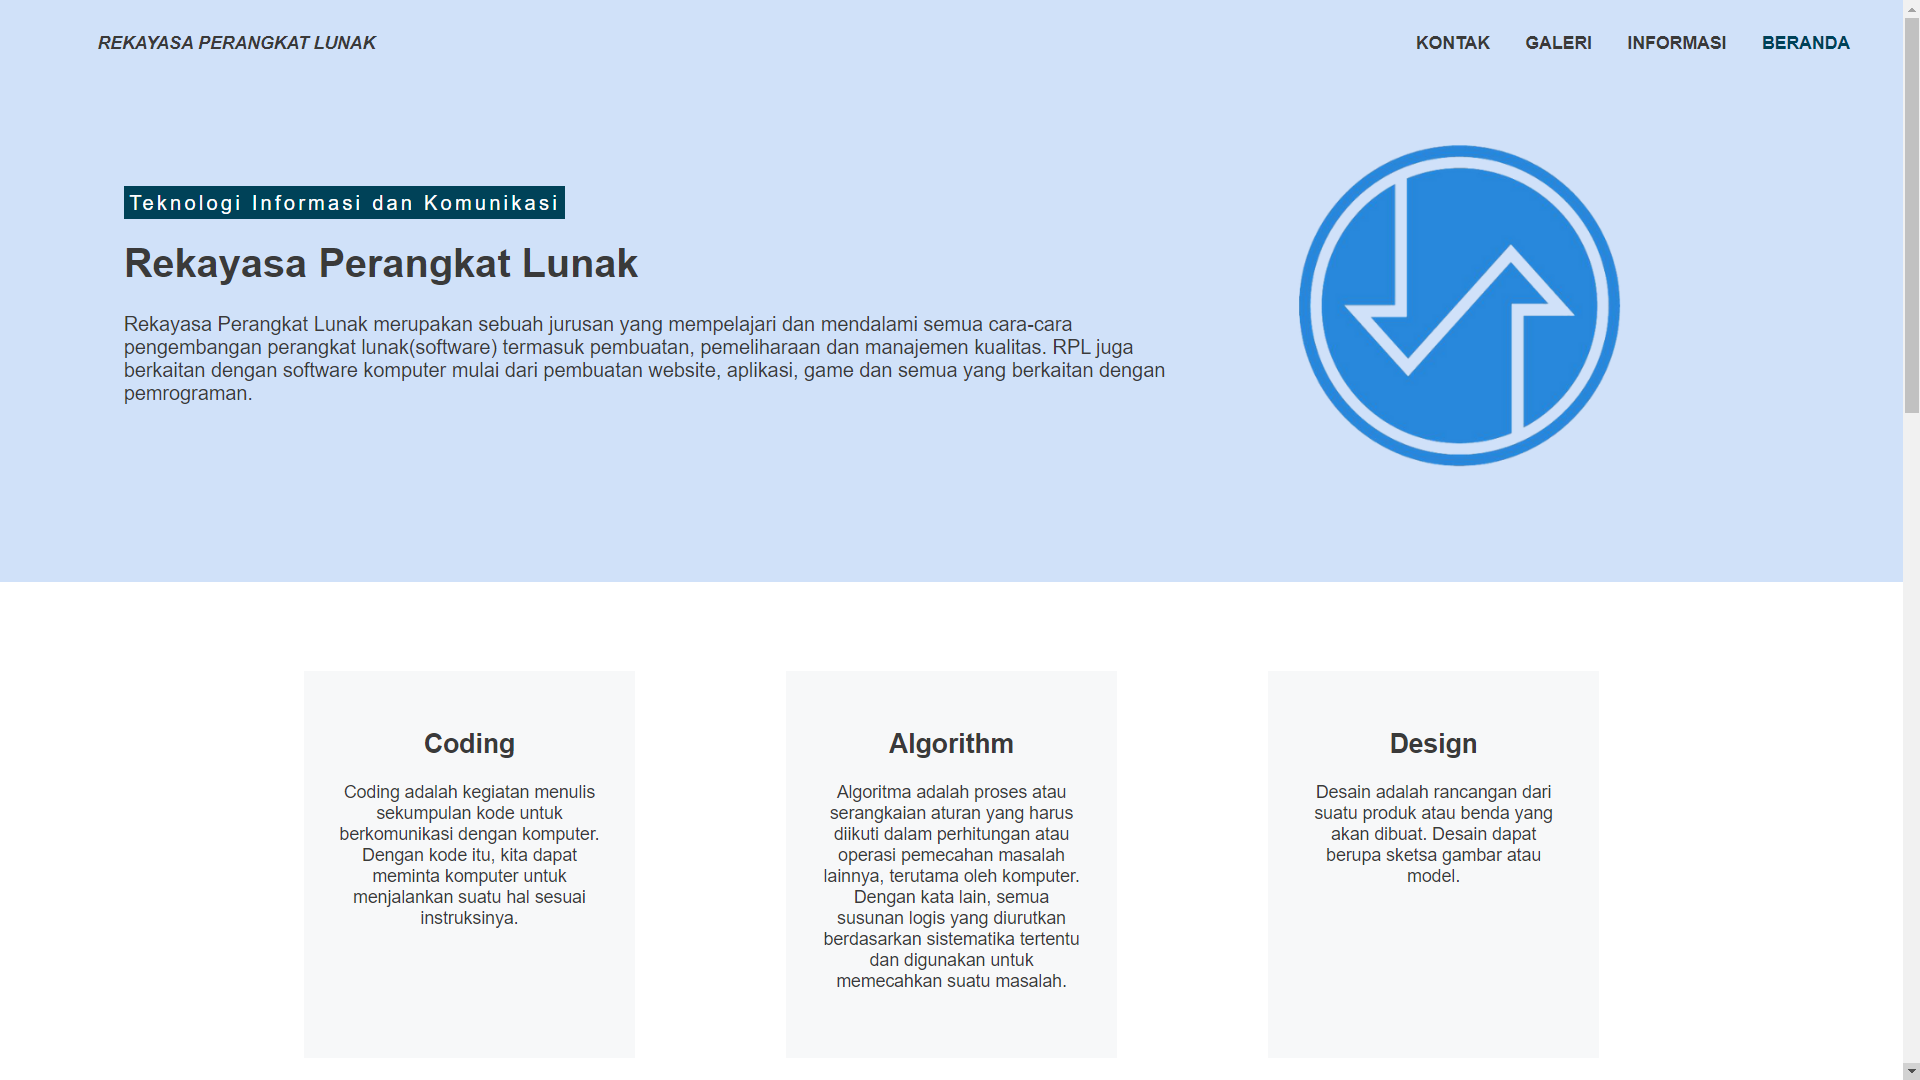 REKAYASA PERANGKAT LUNAK
KONTAK
GALERI
INFORMASI
BERANDA
Teknologi Informasi dan Komunikasi
Rekayasa Perangkat Lunak
Rekayasa Perangkat Lunak merupakan sebuah jurusan yang mempelajari dan mendalami semua cara-cara
pengembangan perangkat lunak(software) termasuk pembuatan, pemeliharaan dan manajemen kualitas. RPL juga
berkaitan dengan software komputer mulai dari pembuatan website, aplikasi, game dan semua yang berkaitan dengan
pemrograman.
Coding
Coding adalah kegiatan menulis
sekumpulan kode untuk
berkomunikasi dengan komputer.
Dengan kode itu, kita dapat
meminta komputer untuk
menjalankan suatu hal sesuai
instruksinya.
Algorithm
Algoritma adalah proses atau
serangkaian aturan yang harus
diikuti dalam perhitungan atau
operasi pemecahan masalah
lainnya, terutama oleh komputer.
Dengan kata lain, semua
susunan logis yang diurutkan
berdasarkan sistematika tertentu
dan digunakan untuk
memecahkan suatu masalah.
Design
Desain adalah rancangan dari
suatu produk atau benda yang
akan dibuat. Desain dapat
berupa sketsa gambar atau
model.